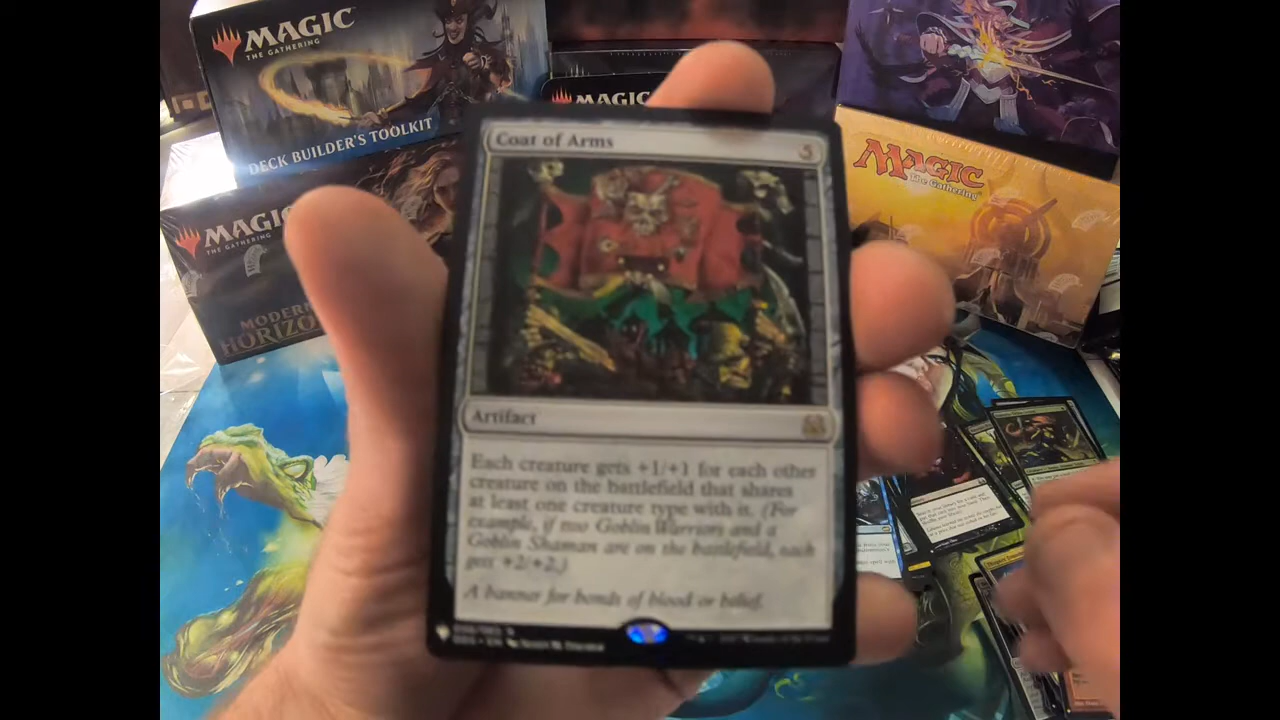 MAGIC
THE GATHERING
DECK BUILDER'S TOOLKIT
MAGIC
MAGIC
The Gathering
MAGIC
THE GATHERING
MODERN
HORIZO
Coat of Arms
5
Artifact
Each creature gets +1/+1 for each other
creature on the battlefield that shares
at least one creature type with it. (For
example, if two Goblin Warriors and a
Goblin Shaman are on the battlefield, each
gets +2/+2.)
A banner for bonds of blood or belief.